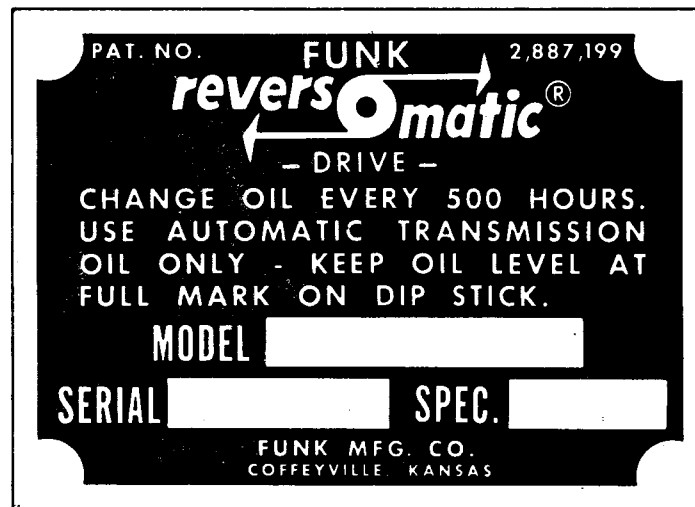 PAT. NO. FUNK 2,887,199
reversOmatic®
– DRIVE –
CHANGE OIL EVERY 500 HOURS.
USE AUTOMATIC TRANSMISSION
OIL ONLY - KEEP OIL LEVEL AT
FULL MARK ON DIP STICK.
MODEL
SERIAL SPEC.
FUNK MFG. CO.
COFFEYVILLE, KANSAS